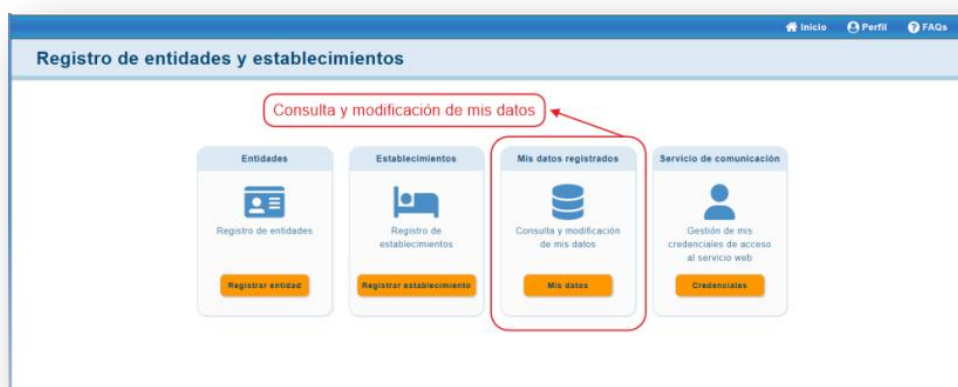 Inicio Perfil FAQs
Registro de entidades y establecimientos
Consulta y modificación de mis datos
Entidades
Registro de entidades
Registrar entidad
Establecimientos
Registro de
establecimientos
Registrar establecimiento
Mis datos registrados
Consulta y modificación
de mis datos
Mis datos
Servicio de comunicación
Gestión de mis
credenciales de acceso
al servicio web
Credenciales